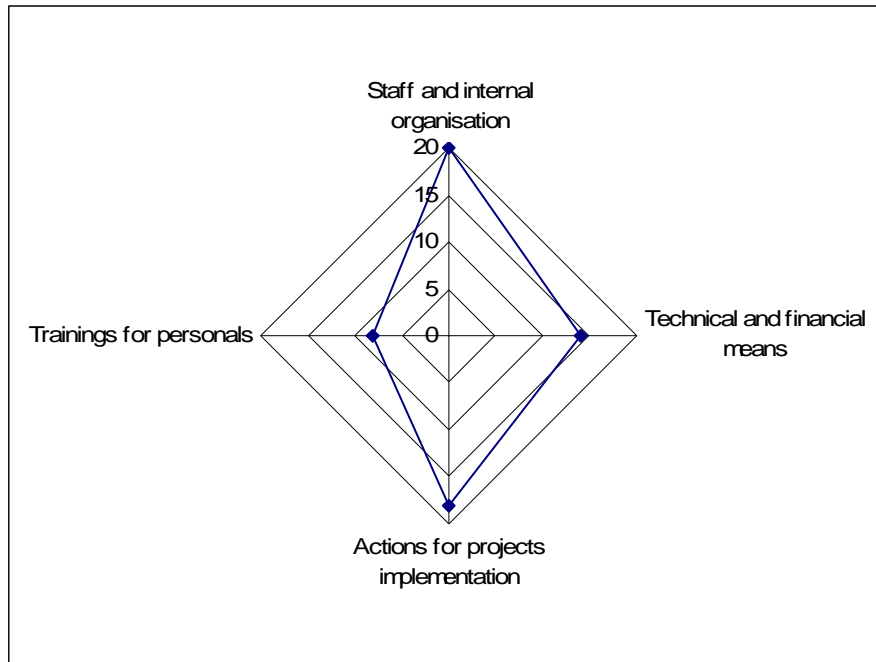 Staff and internal
organisation
20
15
10
5
0
Trainings for personals
Technical and financial
means
Actions for projects
implementation